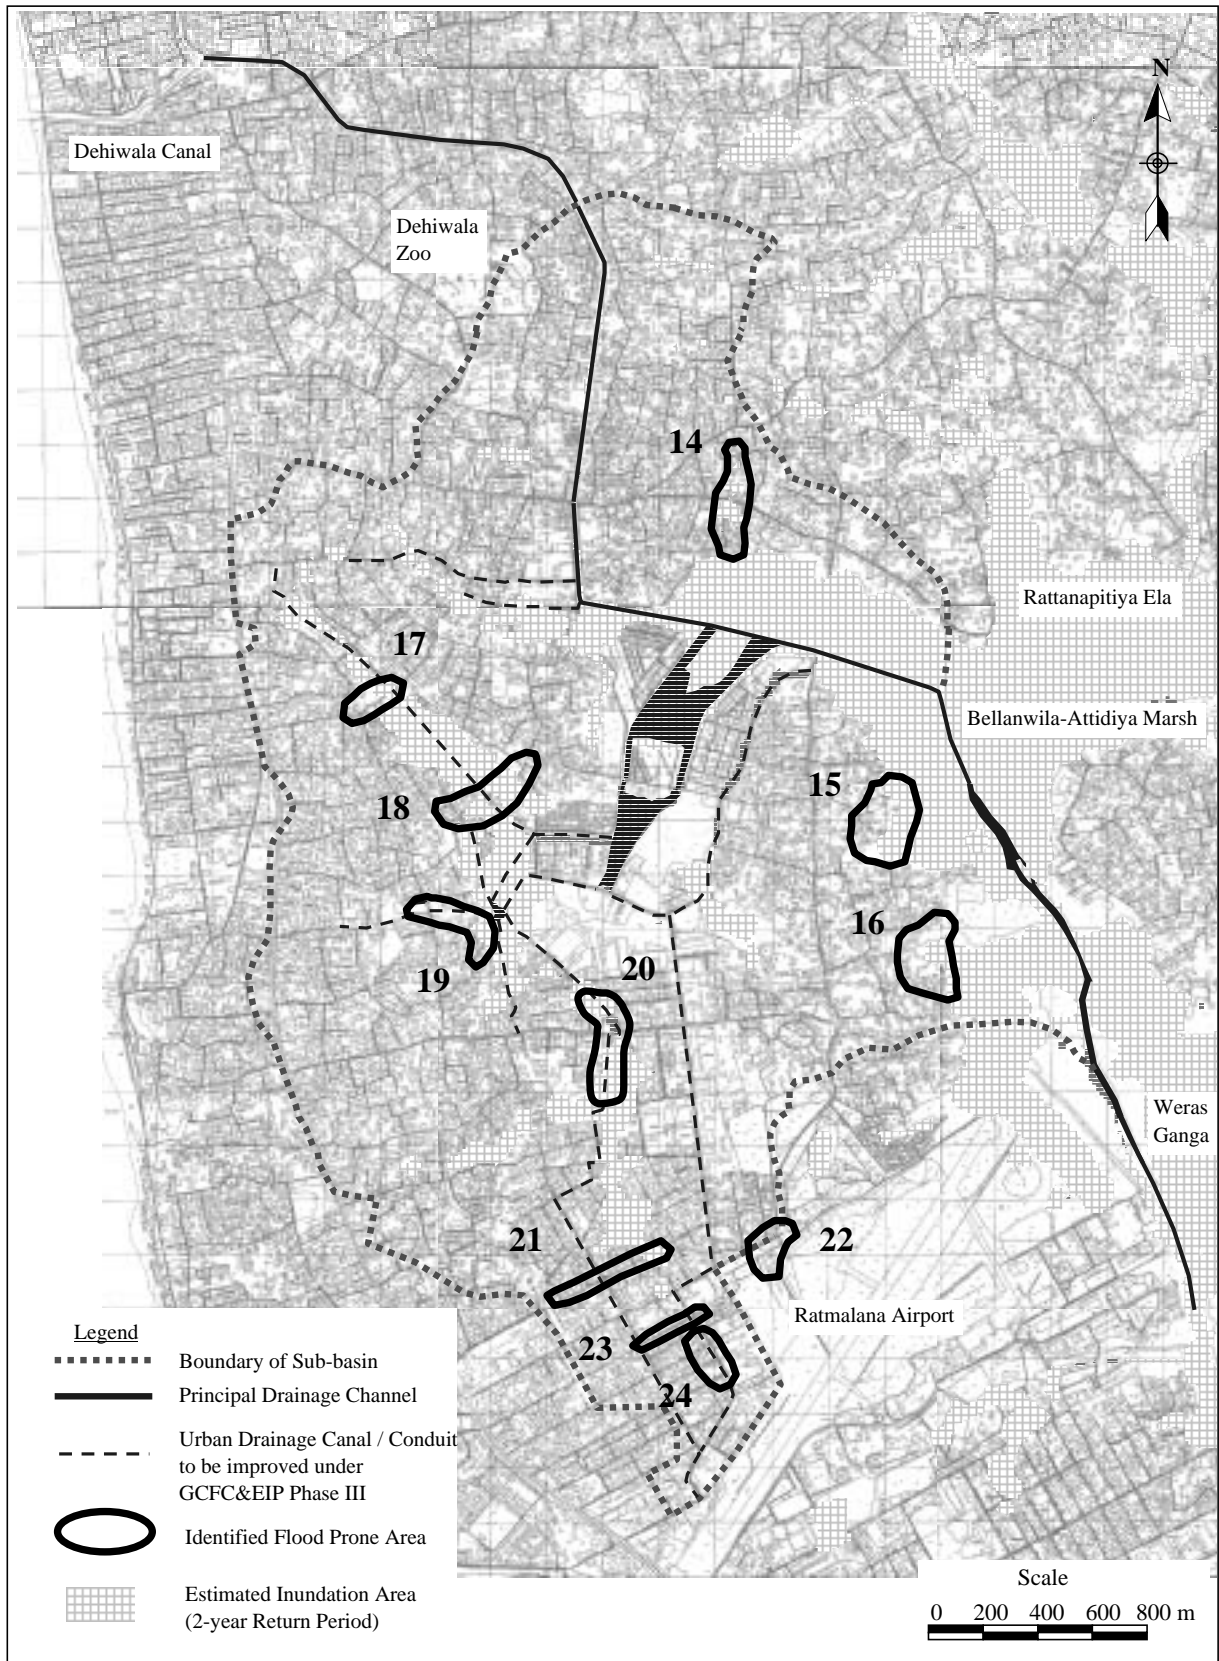 N
Dehiwala Canal
Dehiwala
Zoo
14
Rattanapitiya Ela
17
Bellanwila-Attidiya Marsh
15
18
16
19
20
Weras
Ganga
21
22
Ratmalana Airport
23
24
Legend
Boundary of Sub-basin
Principal Drainage Channel
Urban Drainage Canal / Conduit
to be improved under
GCFC&EIP Phase III
Identified Flood Prone Area
Estimated Inundation Area
(2-year Return Period)
Scale
0 200 400 600 800 m